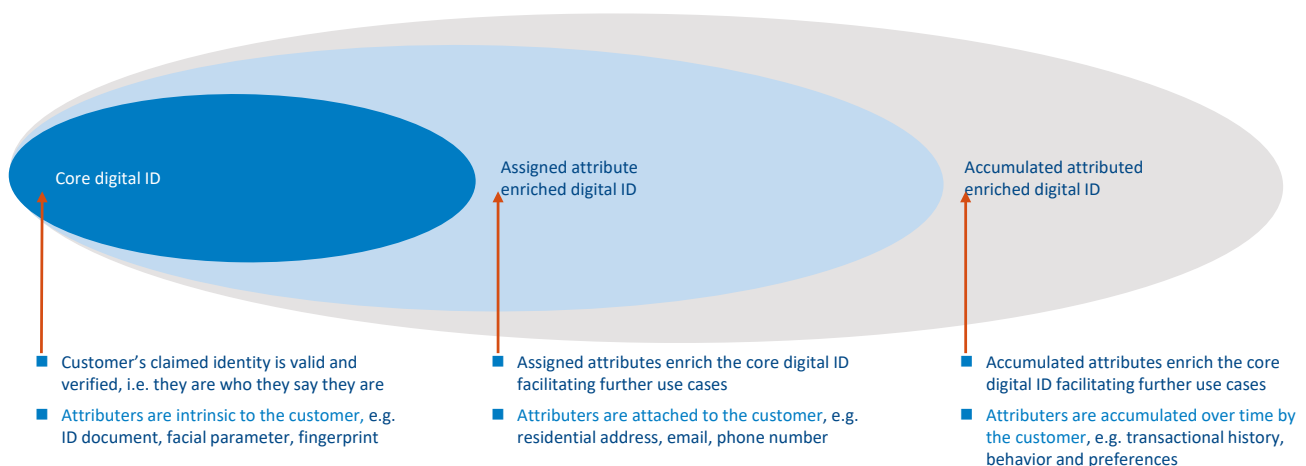 Core digital ID
Assigned attribute
enriched digital ID
Accumulated attributed
enriched digital ID
Customer's claimed identity is valid and
verified, i.e. they are who they say they are
Attributers are intrinsic to the customer, e.g.
ID document, facial parameter, fingerprint
Assigned attributes enrich the core digital ID
facilitating further use cases
Attributers are attached to the customer, e.g.
residential address, email, phone number
Accumulated attributes enrich the core
digital ID facilitating further use cases
Attributers are accumulated over time by
the customer, e.g. transactional history,
behavior and preferences